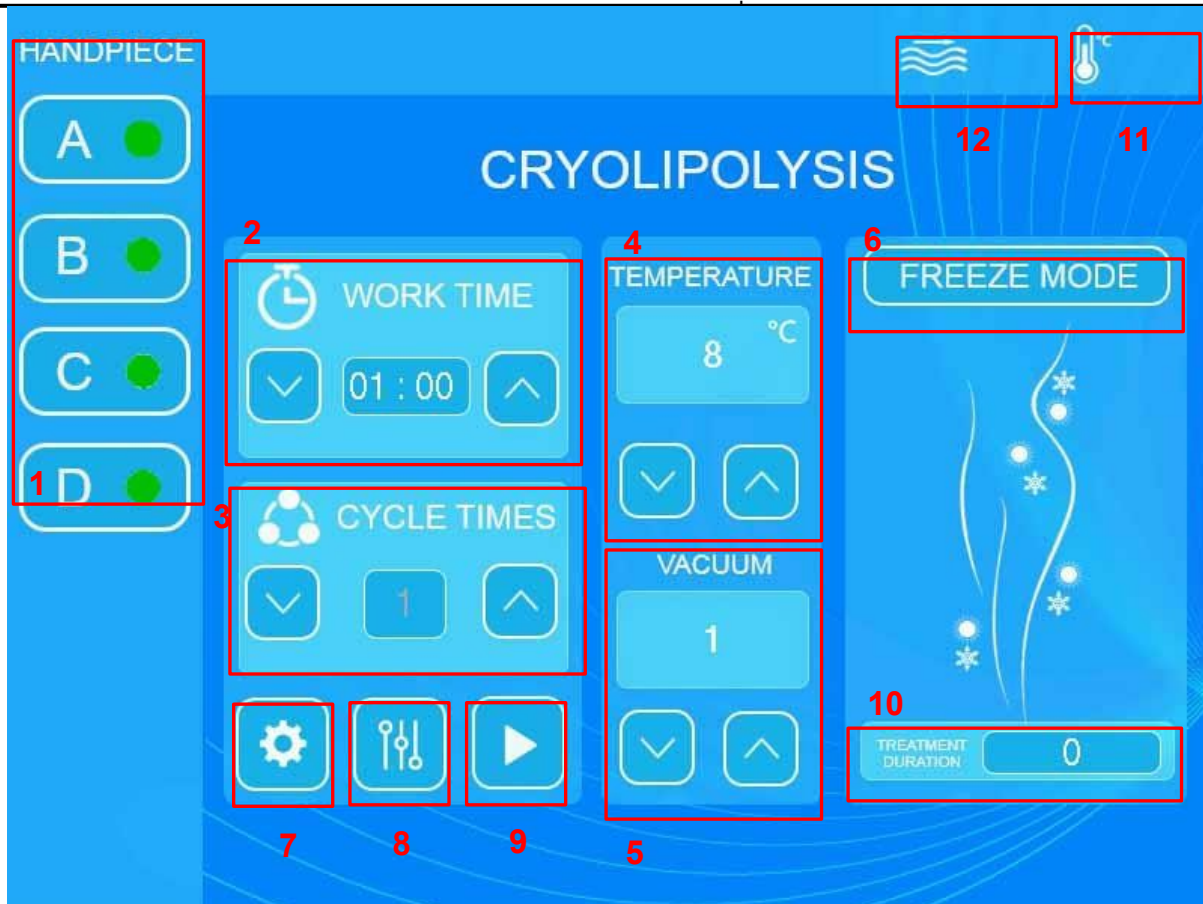 HANDPIECE
°C
12
11
A
CRYOLIPOLYSIS
B
2
4
6
WORK TIME
TEMPERATURE
FREEZE MODE
°C
8
C
01 : 00
1
D
3
CYCLE TIMES
VACUUM
1
1
10
TREATMENT
DURATION
0
7
8
9
5